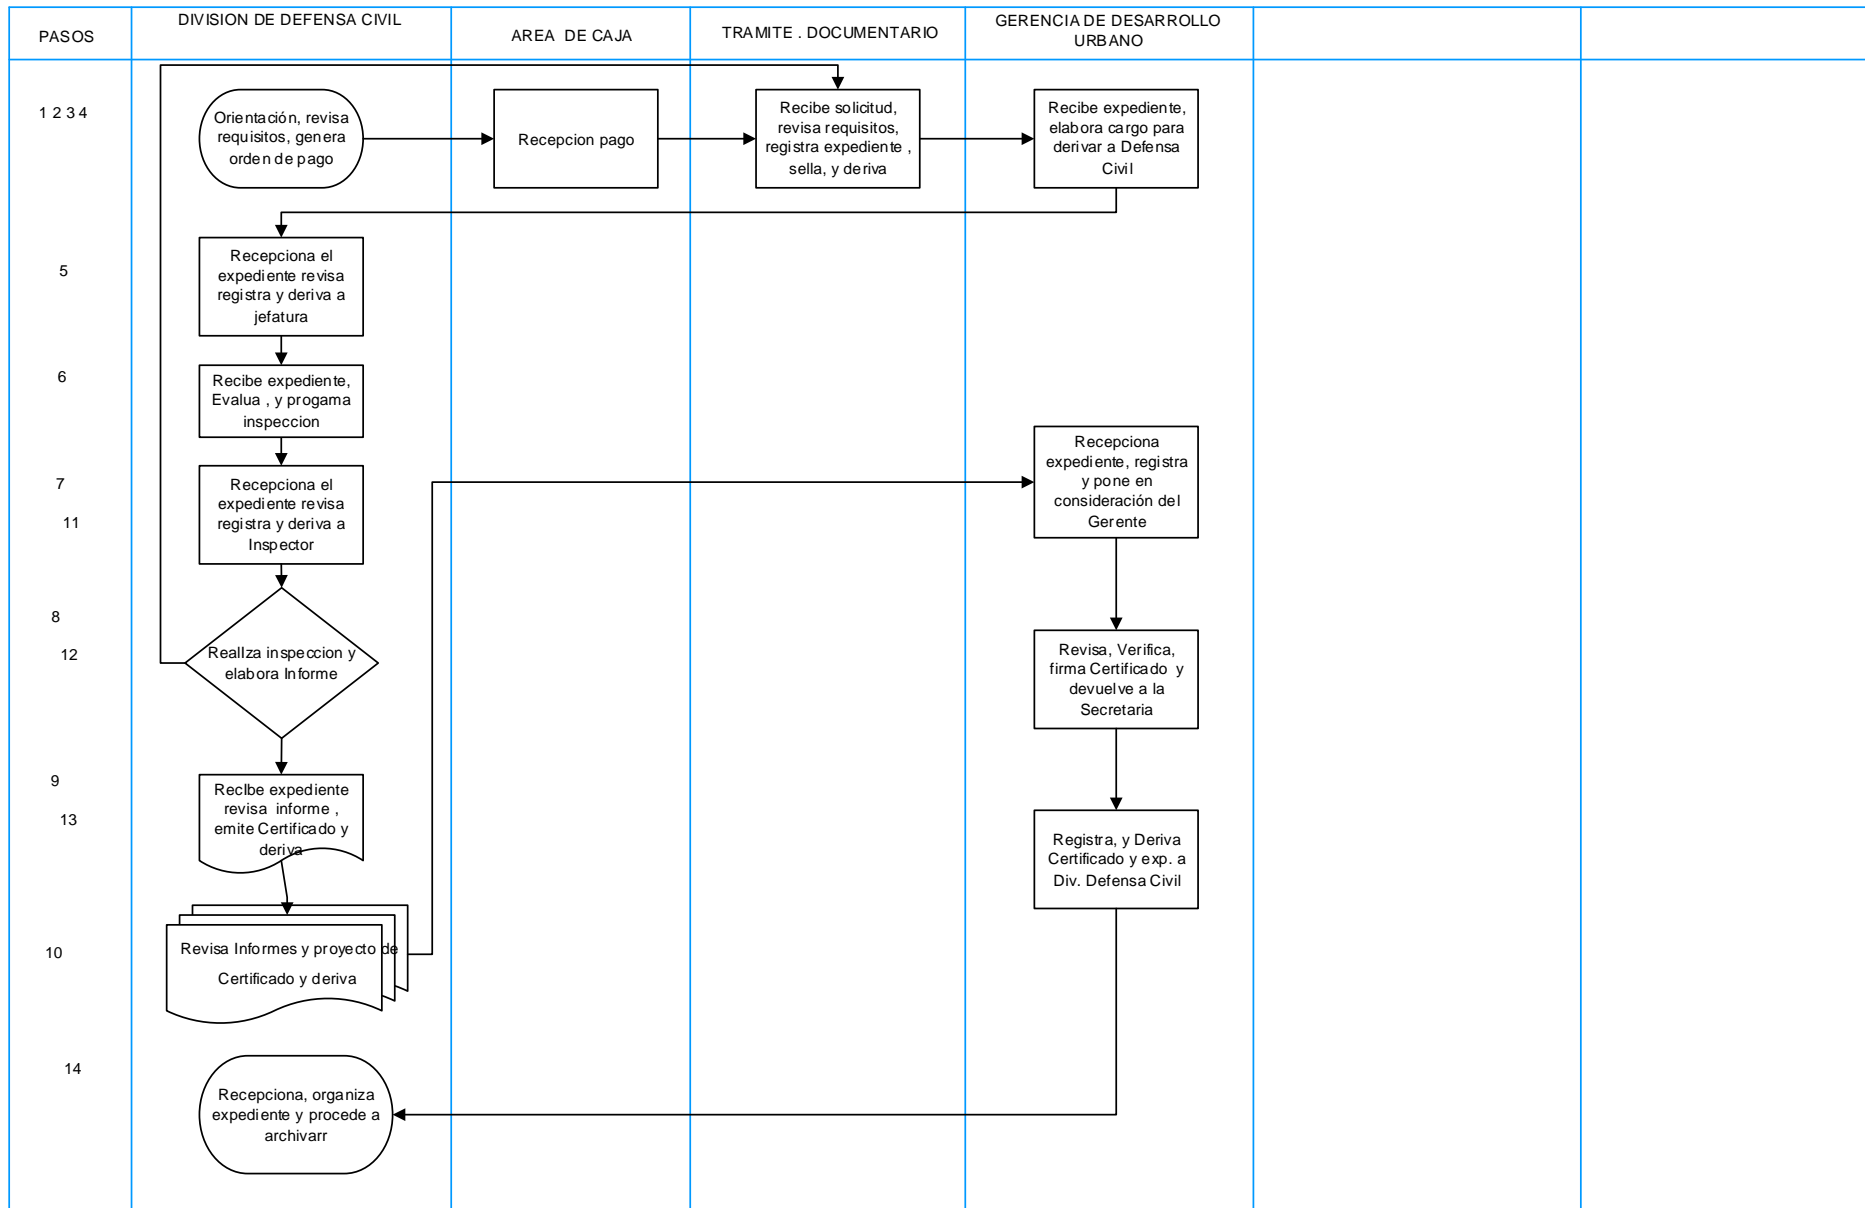 PASOS
DIVISION DE DEFENSA CIVIL
AREA DE CAJA
TRAMITE . DOCUMENTARIO
GERENCIA DE DESARROLLO
URBANO
1 2 3 4
Orientación, revisa
requisitos, genera
orden de pago
Recepcion pago
Recibe solicitud,
revisa requisitos,
registra expediente ,
sella, y deriva
Recibe expediente,
elabora cargo para
derivar a Defensa
Civil
5
Recepciona el
expediente revisa
registra y deriva a
jefatura
6
Recibe expediente,
Evalua , y progama
inspeccion
7
11
Recepciona el
expediente revisa
registra y deriva a
Inspector
Recepciona
expediente, registra
y pone en
consideración del
Gerente
8
12
RealIza inspeccion y
elabora Informe
Revisa, Verifica,
firma Certificado y
devuelve a la
Secretaria
9
13
RecIbe expediente
revisa informe ,
emite Certificado y
deriva
Registra, y Deriva
Certificado y exp. a
Div. Defensa Civil
10
Revisa Informes y proyecto de
Certificado y deriva
14
Recepciona, organiza
expediente y procede a
archivarr